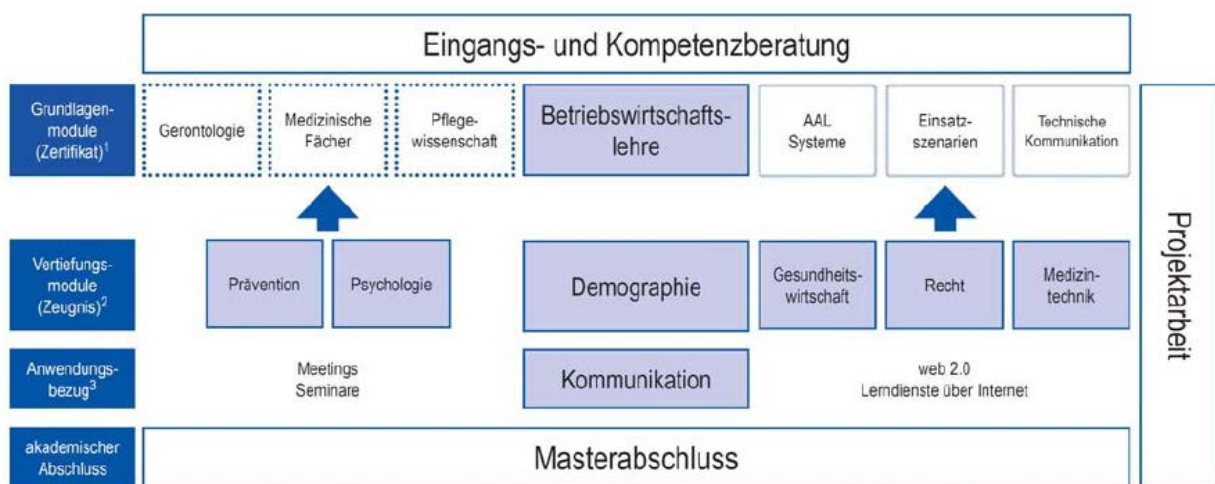 Eingangs- und Kompetenzberatung
Grundlagen-
module
(Zertifikat)1
Gerontologie
Medizinische
Fächer
Pflege-
wissenschaft
Betriebswirtschafts-
lehre
AAL
Systeme
Einsatz-
szenarien
Technische
Kommunikation
Vertiefungs-
module
(Zeugnis)2
Prävention
Psychologie
Demographie
Gesundheits-
wirtschaft
Recht
Medizin-
technik
Anwendungs-
bezug3
Meetings
Seminare
Kommunikation
web 2.0
Lerndienste über Internet
akademischer
Abschluss
Masterabschluss
Projektarbeit